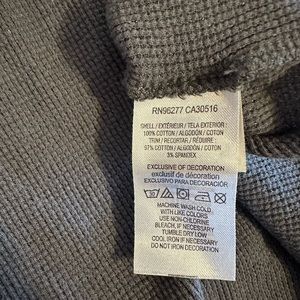 RN96277 CA30516
SHELL / EXTÉRIEUR / TELA EXTERIOR :
100% COTTON / ALGODÓN / COTON
TRIM / RECORTAR / RECORTÉ :
97% COTTON / ALGODÓN / COTON
3% SPANDEX
EXCLUSIVE OF DECORATION
exclusif de décoration
EXCLUSIVO PARA DECORACIÓN
MACHINE WASH COLD
WITH LIKE COLORS
USE NON-CHLORINE
BLEACH, IF NECESSARY
TUMBLE DRY LOW
COOL IRON IF NECESSARY
DO NOT IRON DECORATION